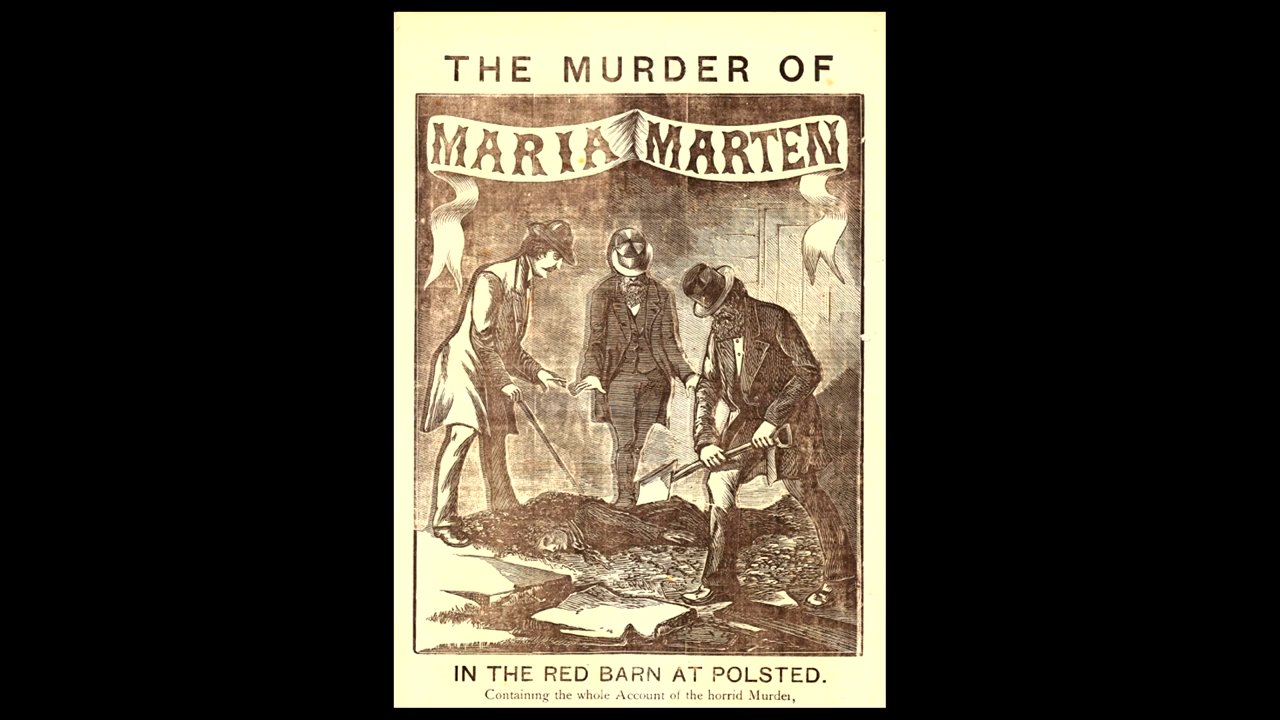 THE MURDER OF
MARIA MARTEN
IN THE RED BARN AT POLSTED.
Containing the whole Account of the horrid Murder,